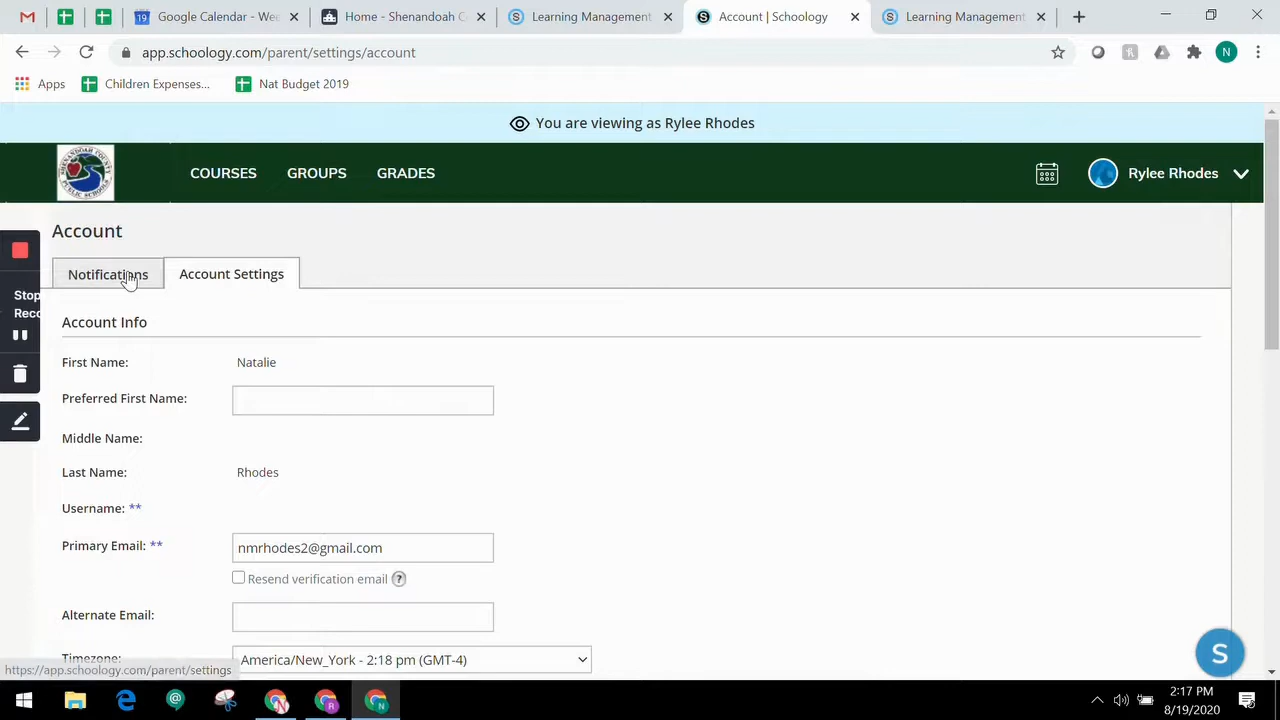 Google Calendar - Wee
Home - Shenandoah C
Learning Management
Account | Schoology
Learning Management
app.schoology.com/parent/settings/account
N
Apps
Children Expenses...
Nat Budget 2019
You are viewing as Rylee Rhodes
COURSES
GROUPS
GRADES
Rylee Rhodes
Account
Notifications
Account Settings
Stop
Reco
Account Info
First Name:
Natalie
Preferred First Name:
Middle Name:
Last Name:
Rhodes
Username: **
Primary Email: **
nmrhodes2@gmail.com
Resend verification email ?
Alternate Email:
Timezone:
America/New_York - 2:18 pm (GMT-4)
https://app.schoology.com/parent/settings
S
2:17 PM
8/19/2020